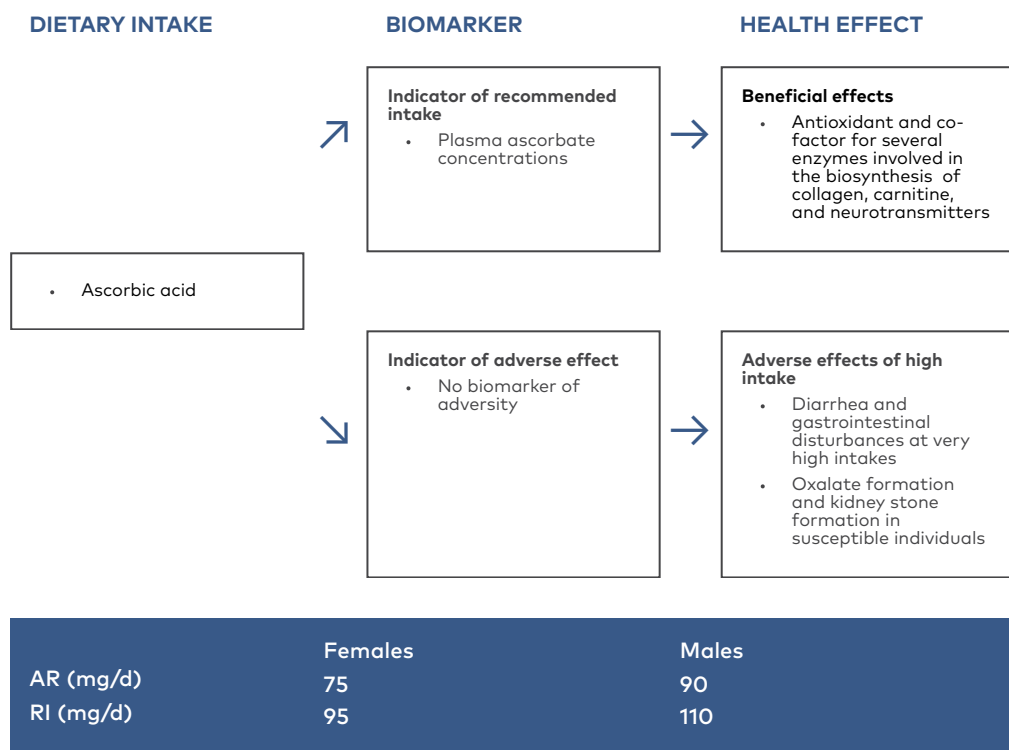 DIETARY INTAKE BIOMARKER HEALTH EFFECT
Indicator of recommended
intake
• Plasma ascorbate
concentrations
Beneficial effects
• Antioxidant and co-
factor for several
enzymes involved in
the biosynthesis of
collagen, carnitine,
and neurotransmitters
• Ascorbic acid
Indicator of adverse effect
• No biomarker of
adversity
Adverse effects of high
intake
• Diarrhea and
gastrointestinal
disturbances at very
high intakes
• Oxalate formation
and kidney stone
formation in
susceptible individuals
Females Males
AR (mg/d) 75 90
RI (mg/d) 95 110